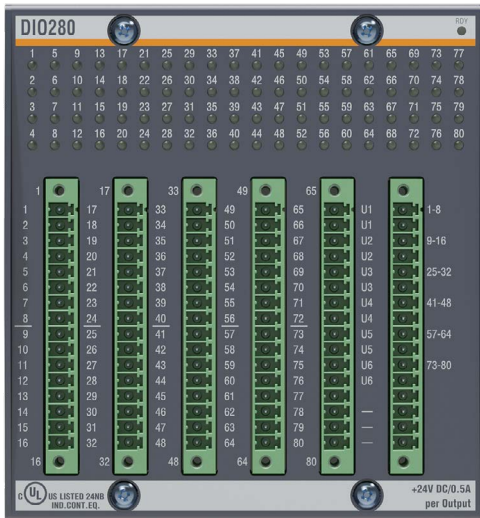 DIO280
RDY
1 5 9 13 17 21 25 29 33 37 41 45 49 53 57 61 65 69 73 77
2 6 10 14 18 22 26 30 34 38 42 46 50 54 58 62 66 70 74 78
3 7 11 15 19 23 27 31 35 39 43 47 51 55 59 63 67 71 75 79
4 8 12 16 20 24 28 32 36 40 44 48 52 56 60 64 68 72 76 80
1 17 33 49 65
1 17 33 49 65 U1 1-8
2 18 34 50 66 U1
3 19 35 51 67 U2 9-16
4 20 36 52 68 U2
5 21 37 53 69 U3 25-32
6 22 38 54 70 U3
7 23 39 55 71 U4 41-48
8 24 40 56 72 U4
9 25 41 57 73 U5 57-64
10 26 42 58 74 U5
11 27 43 59 75 U6 73-80
12 28 44 60 76 U6
13 29 45 61 77
14 30 46 62 78 —
15 31 47 63 79 —
16 32 48 64 80 —
16 32 48 64 80
C UL US LISTED 24NB
IND.CONT.EQ.
+24V DC/0.5A
per Output